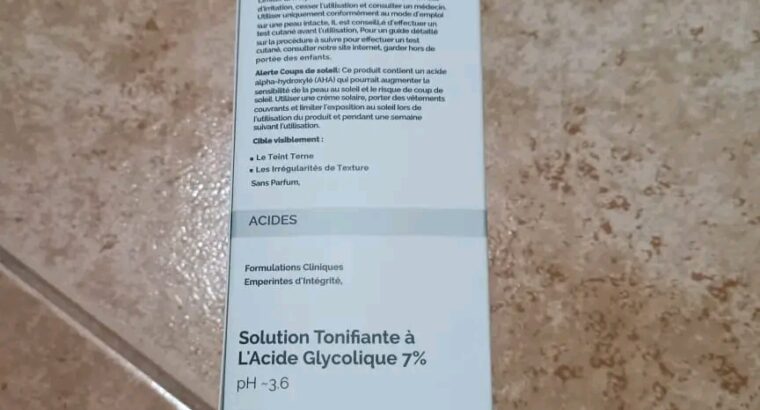 d'irritation, cesser l'utilisation et consulter un médecin.
Utiliser uniquement conformément au mode d'emploi
sur une peau intacte, IL est conseillé d'effectuer un
test cutané avant l'utilisation, Pour un guide détaillé
sur la procédure à suivre pour effectuer un test
cutané, consulter notre site internet, garder hors de
portée des enfants.
Alerte Coups de soleil: Ce produit contient un acide
alpha-hydroxylé (AHA) qui pourrait augmenter la
sensibilité de la peau au soleil et le risque de coup de
soleil. Utiliser une crème solaire, porter des vêtements
couvrants et limiter l'exposition au soleil lors de
l'utilisation du produit et pendant une semaine
suivant l'utilisation.
Cible visiblement :
• Le Teint Terne
• Les Irrégularités de Texture
Sans Parfum,
ACIDES
Formulations Cliniques
Emperintes d'Intégrité,
Solution Tonifiante à
L'Acide Glycolique 7%
pH ~3.6